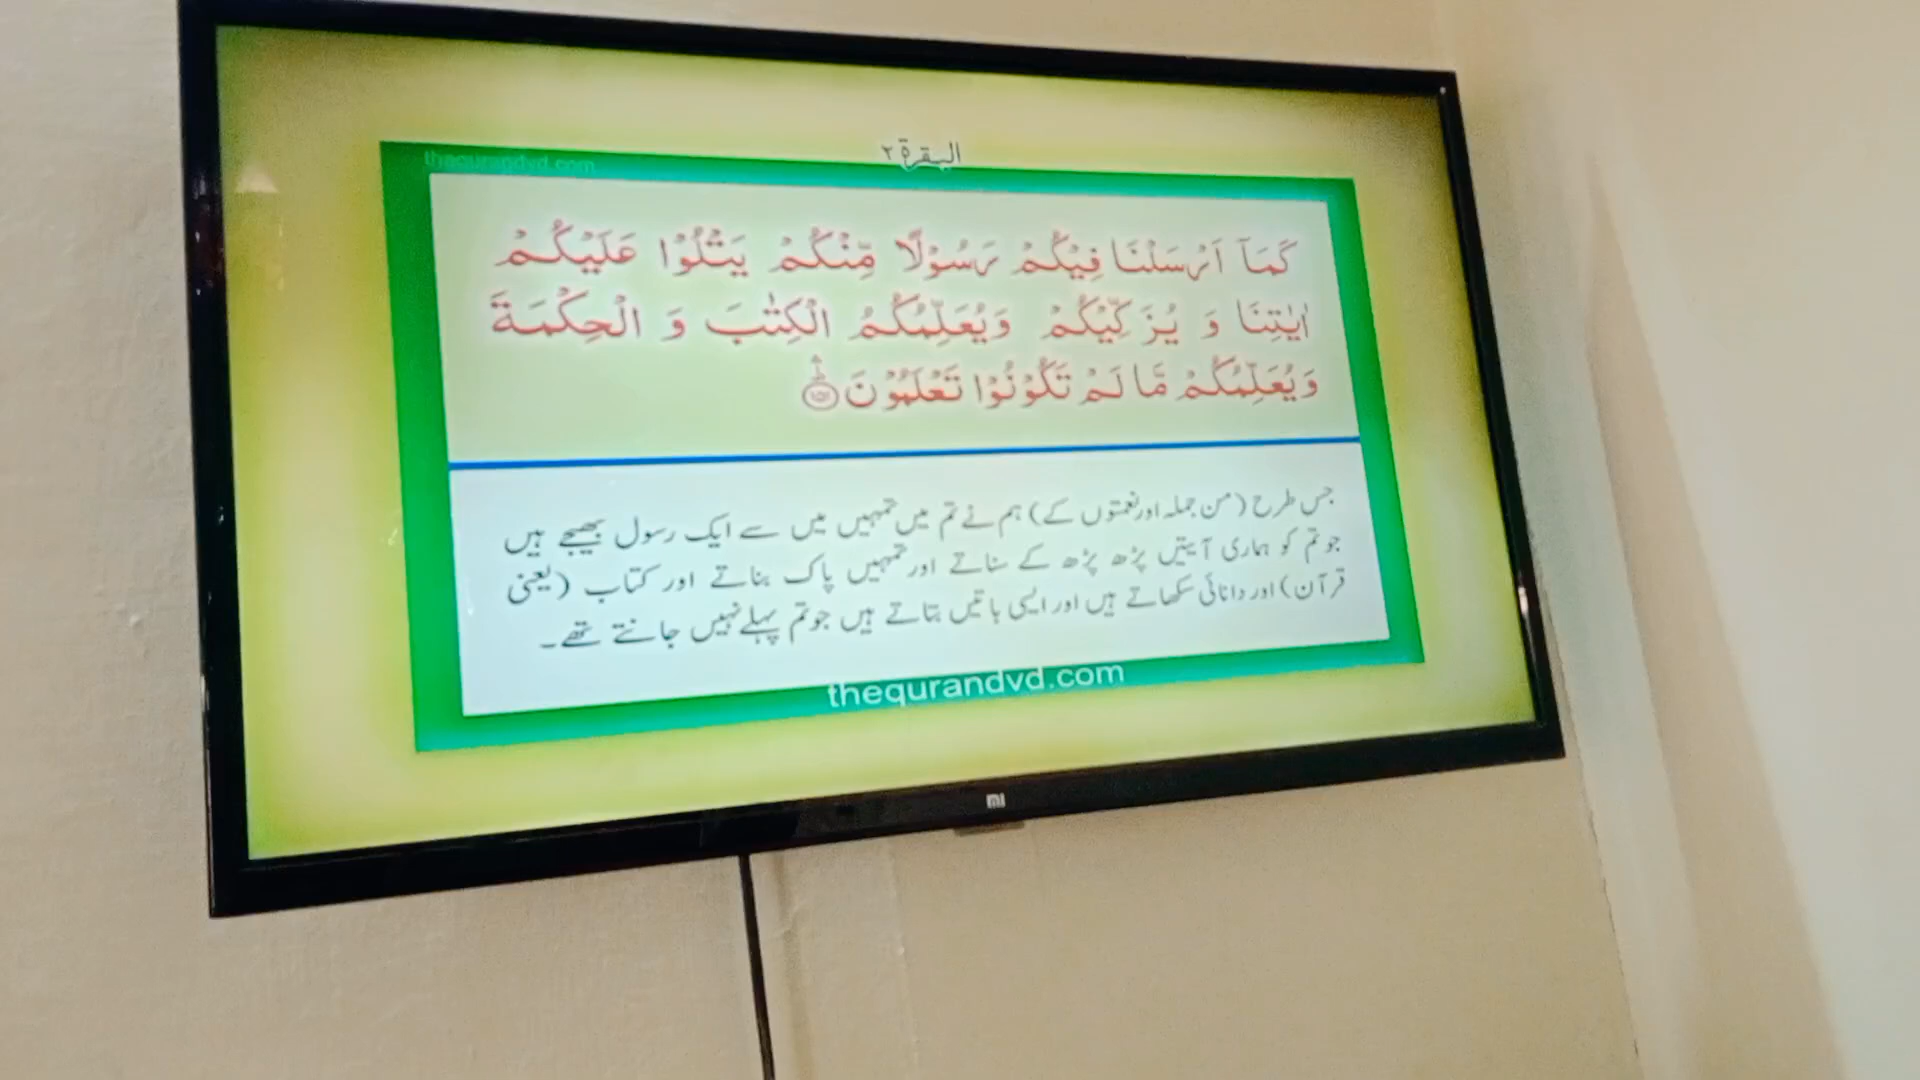 البقرة ٢
thequrandvd.com
كَمَآ اَرْسَلْنَا فِيْكُمْ رَسُوْلًا مِّنْكُمْ يَتْلُوْا عَلَيْكُمْ
اٰيٰتِنَا وَ يُزَكِّيْكُمْ وَيُعَلِّمُكُمُ الْكِتٰبَ وَ الْحِكْمَةَ
وَيُعَلِّمُكُمْ مَّا لَمْ تَكُوْنُوْا تَعْلَمُوْنَ ۛؕ ۝۱۵۱
جس طرح (من جملہ اور نعمتوں کے) ہم نے تم میں تمہیں میں سے ایک رسول بھیجے ہیں
جو تم کو ہماری آیتیں پڑھ پڑھ کے سناتے اور تمہیں پاک بناتے اور کتاب (یعنی
قرآن) اور دانائی سکھاتے ہیں اور ایسی باتیں بتاتے ہیں جو تم پہلے نہیں جانتے تھے۔
thequrandvd.com
mi